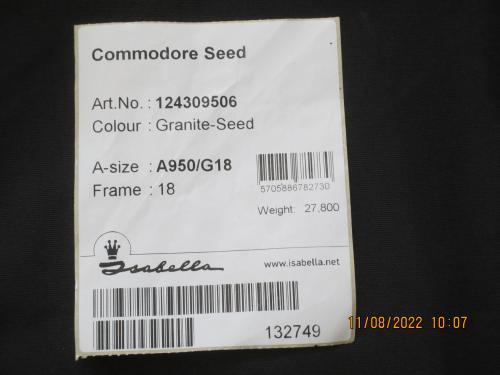 Commodore Seed
Art.No. : 124309506
Colour : Granite-Seed
A-size : A950/G18
Frame : 18
5705886782730
Weight: 27,800
Isabella
www.isabella.net
132749
11/08/2022 10:07